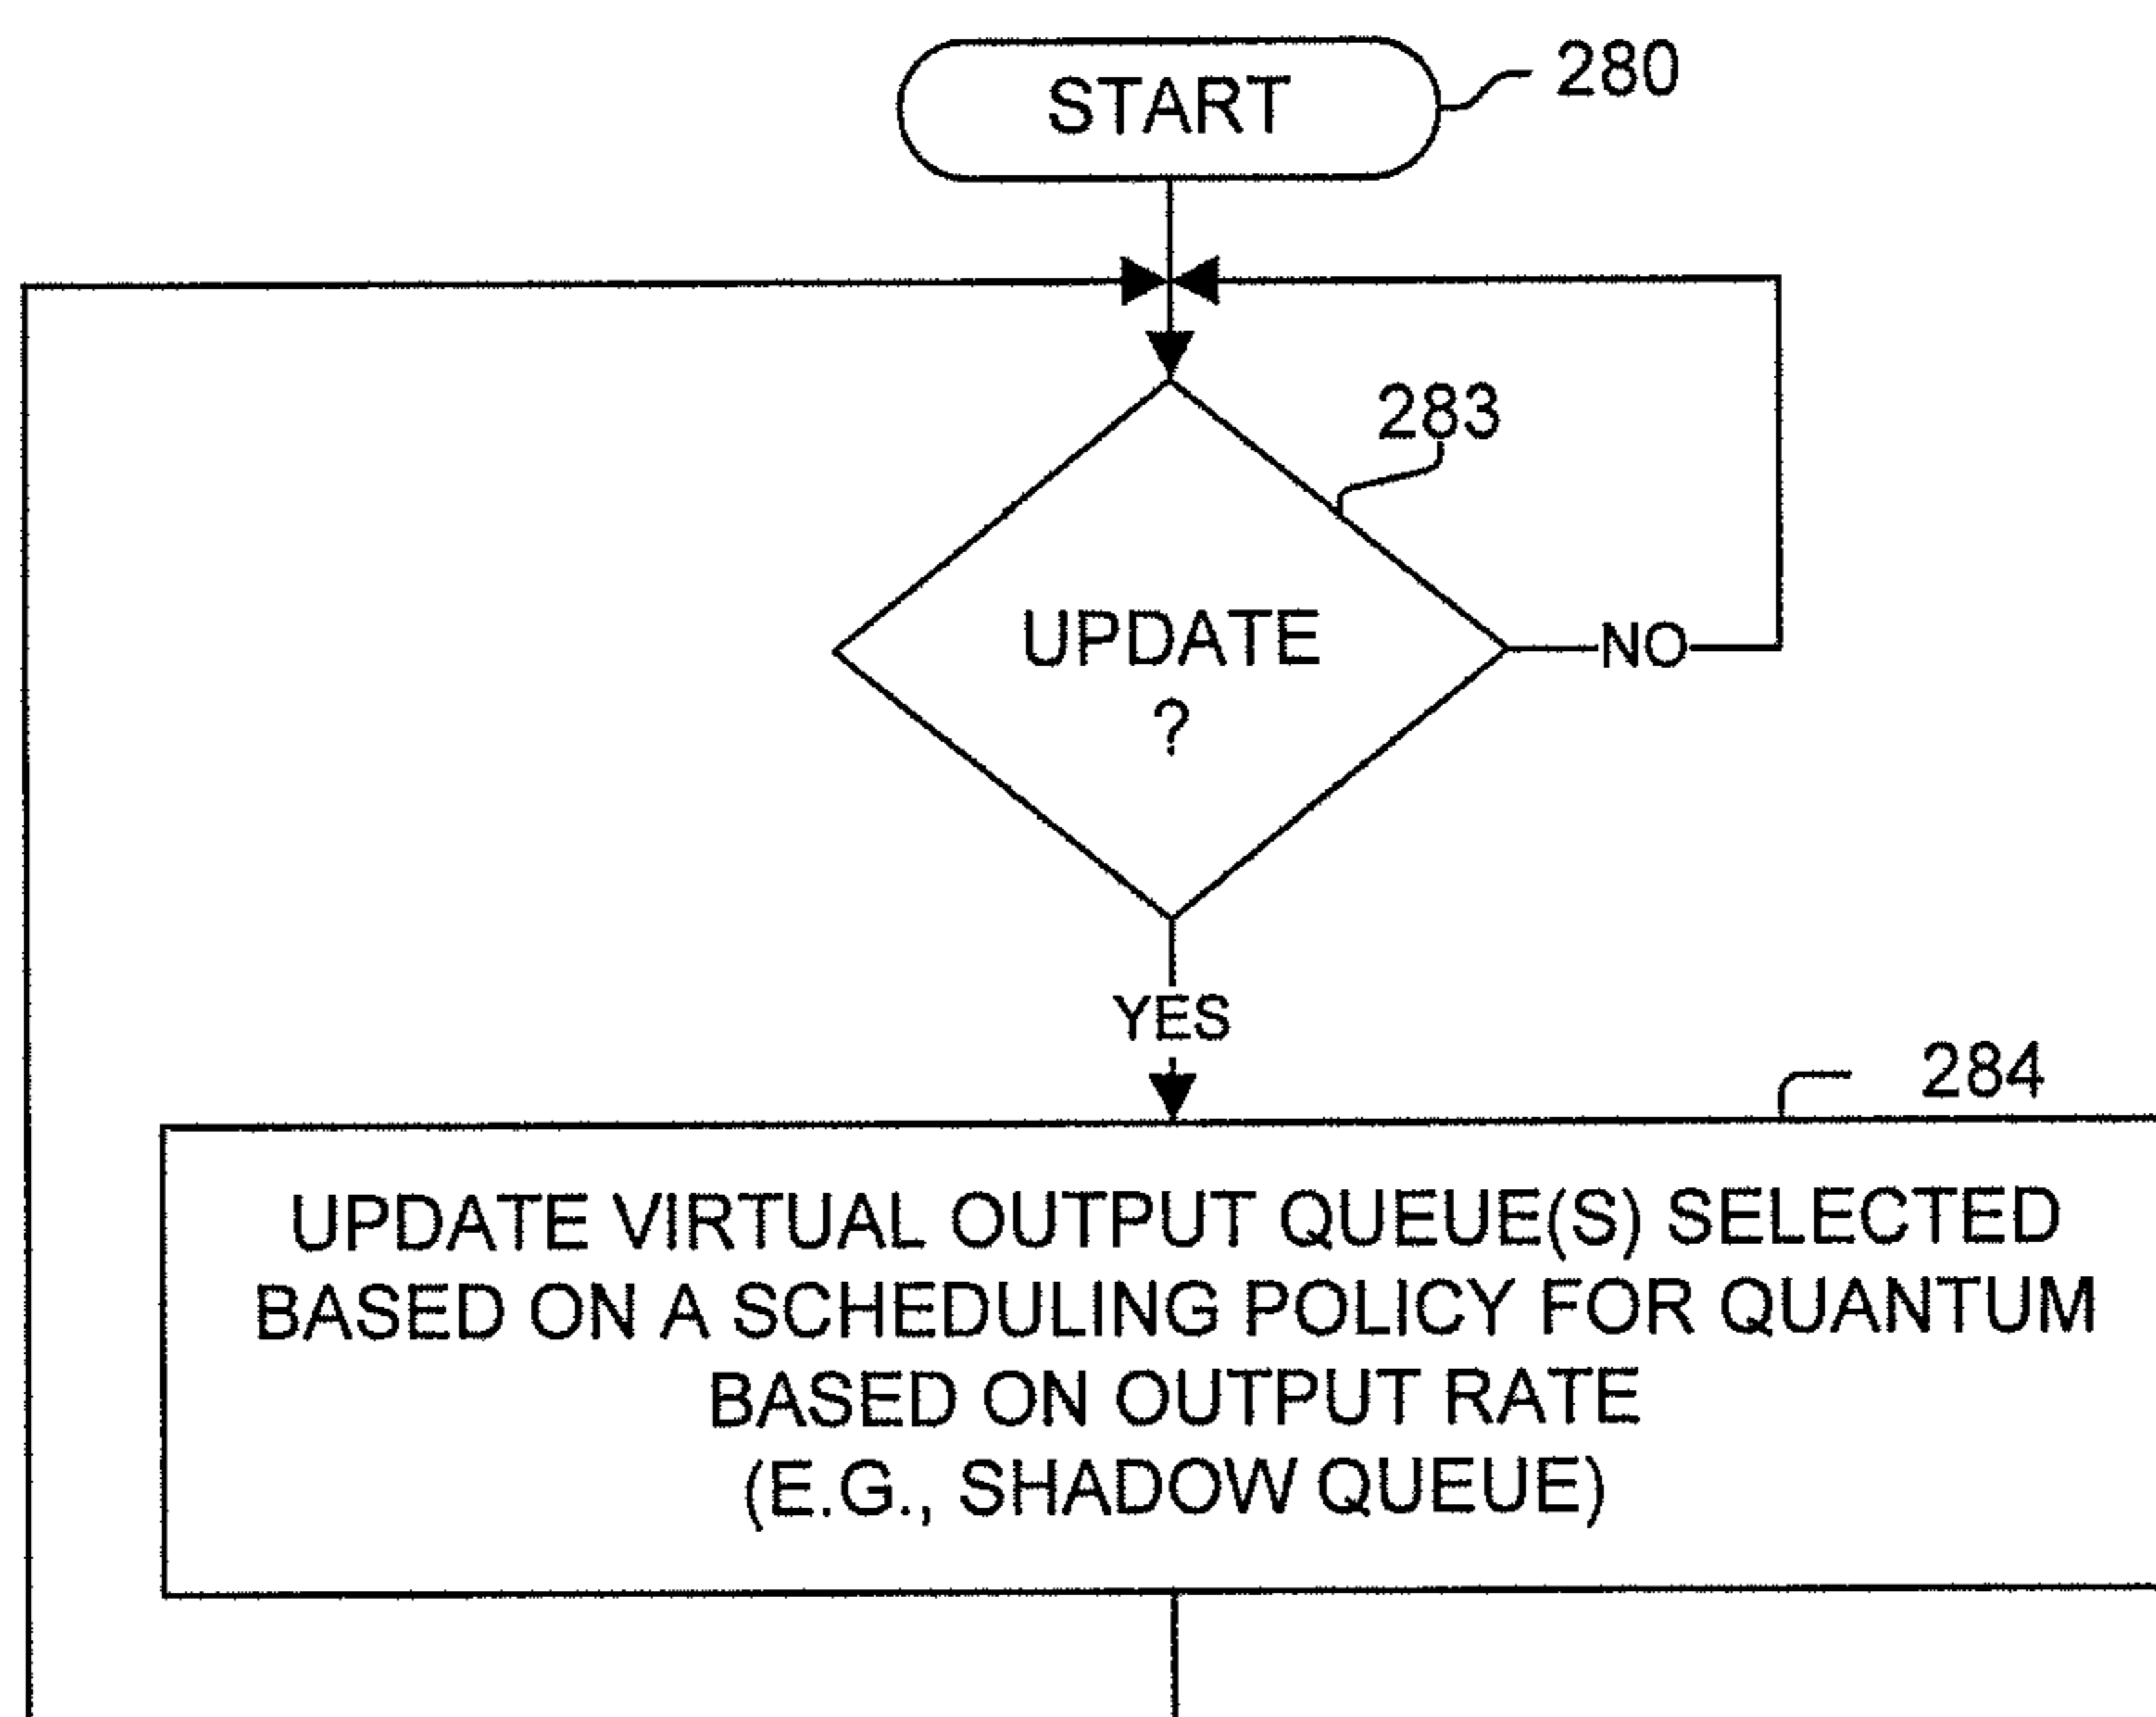 START
280
283
UPDATE
?
NO
YES
284
UPDATE VIRTUAL OUTPUT QUEUE(S) SELECTED
BASED ON A SCHEDULING POLICY FOR QUANTUM
BASED ON OUTPUT RATE
(E.G., SHADOW QUEUE)